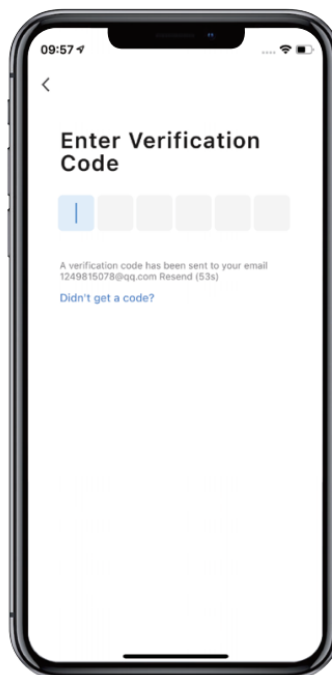 09:57
Enter Verification
Code
A verification code has been sent to your email
1249815078@qq.com Resend (53s)
Didn't get a code?